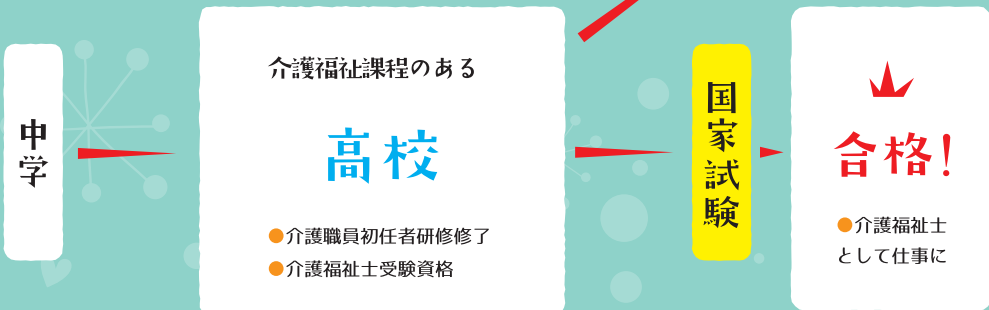 中学
介護福祉課程のある
高校
●介護職員初任者研修修了
●介護福祉士受験資格
国家試験
合格!
●介護福祉士
として仕事に